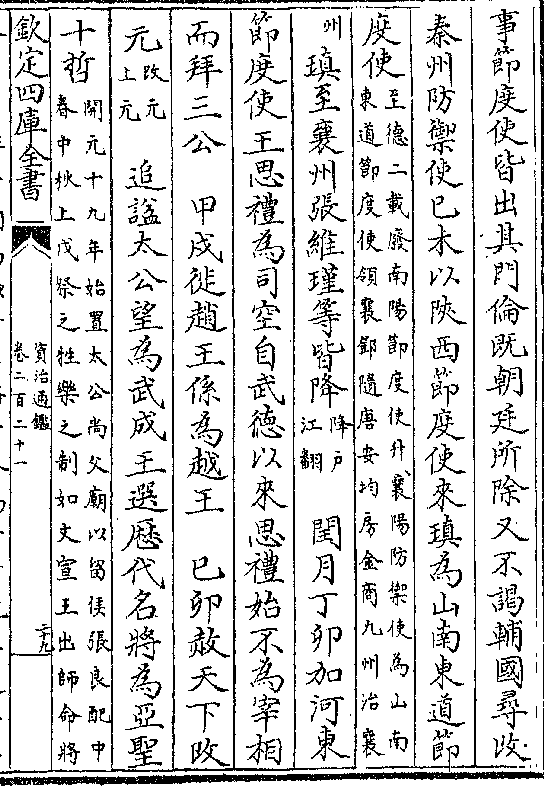 事節度使皆出其門倫既朝廷所除又不謁輔國尋改
秦州防禦使已未以陜西節度使來瑱為山南東道節
度使至德二載廢南陽節度使升襄陽防禦使為山南
東道節度使領襄鄧隨唐安均房金商九州治襄
州瑱至襄州張維瑾等皆降降戶
江翻閏月丁卯加河東
節度使王思禮為司空自武德以來思禮始不為宰相
而拜三公 甲戌徙趙王係為越王 已卯赦天下改
元改元
上元追諡太公望為武成王選歷代名將為亞聖
十哲開元十九年始置太公尚父廟以留侯張良配中
春中秋上戊祭之牲樂之制如文宣王出師命將
欽定四庫全書
資治通鑑
卷二百二十一
二十九